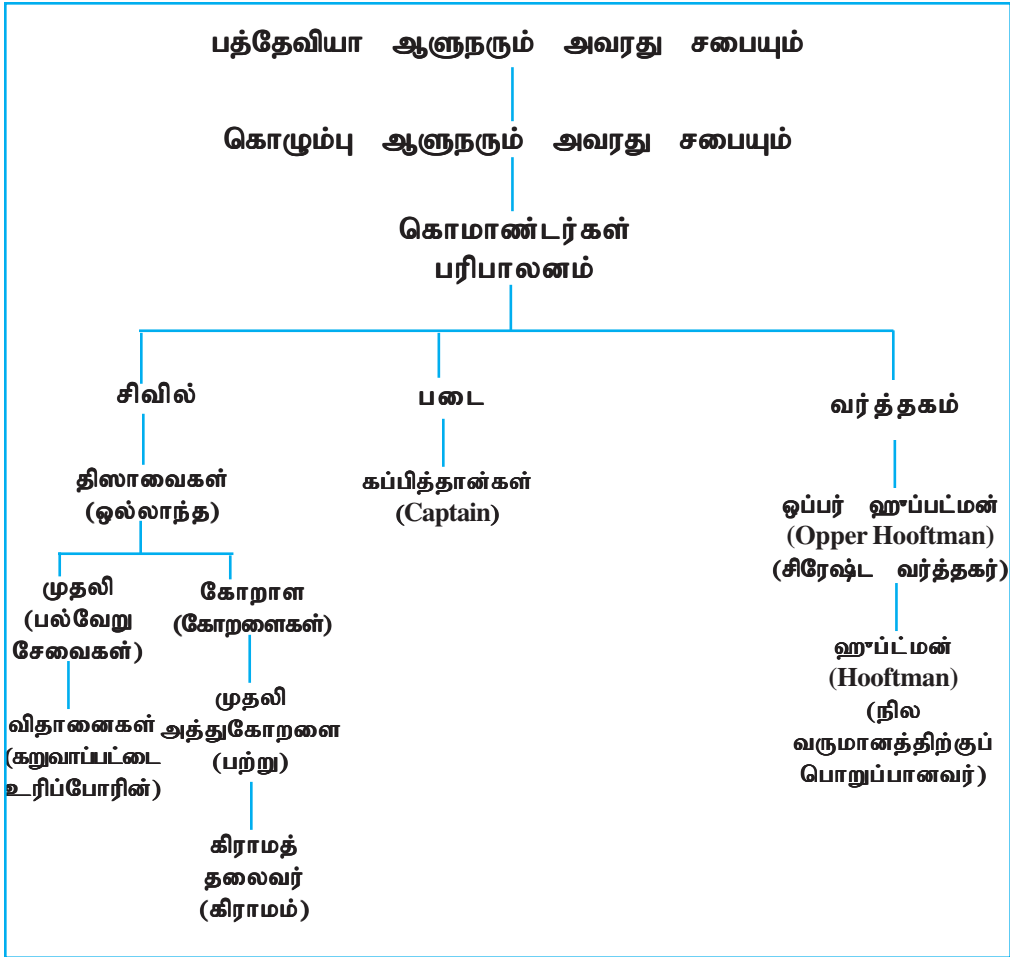 பத்தேவியா ஆளுநரும் அவரது சபையும்
கொழும்பு ஆளுநரும் அவரது சபையும்
கொமாண்டர்கள்
பரிபாலனம்
சிவில்
திஸாவைகள்
(ஒல்லாந்த)
முதலி
(பல்வேறு
சேவைகள்)
விதானைகள்
(கறுவாப்பட்டை
உரிப்போரின்)
கோறாள
(கோறளைகள்)
முதலி
அத்துகோறளை
(பற்று)
கிராமத்
தலைவர்
(கிராமம்)
படை
கப்பித்தான்கள்
(Captain)
வர்த்தகம்
ஒப்பர் ஹுப்பட்மன்
(Opper Hooftman)
(சிரேஷ்ட வர்த்தகர்)
ஹுப்ட்மன்
(Hooftman)
(நில
வருமானத்திற்குப்
பொறுப்பானவர்)